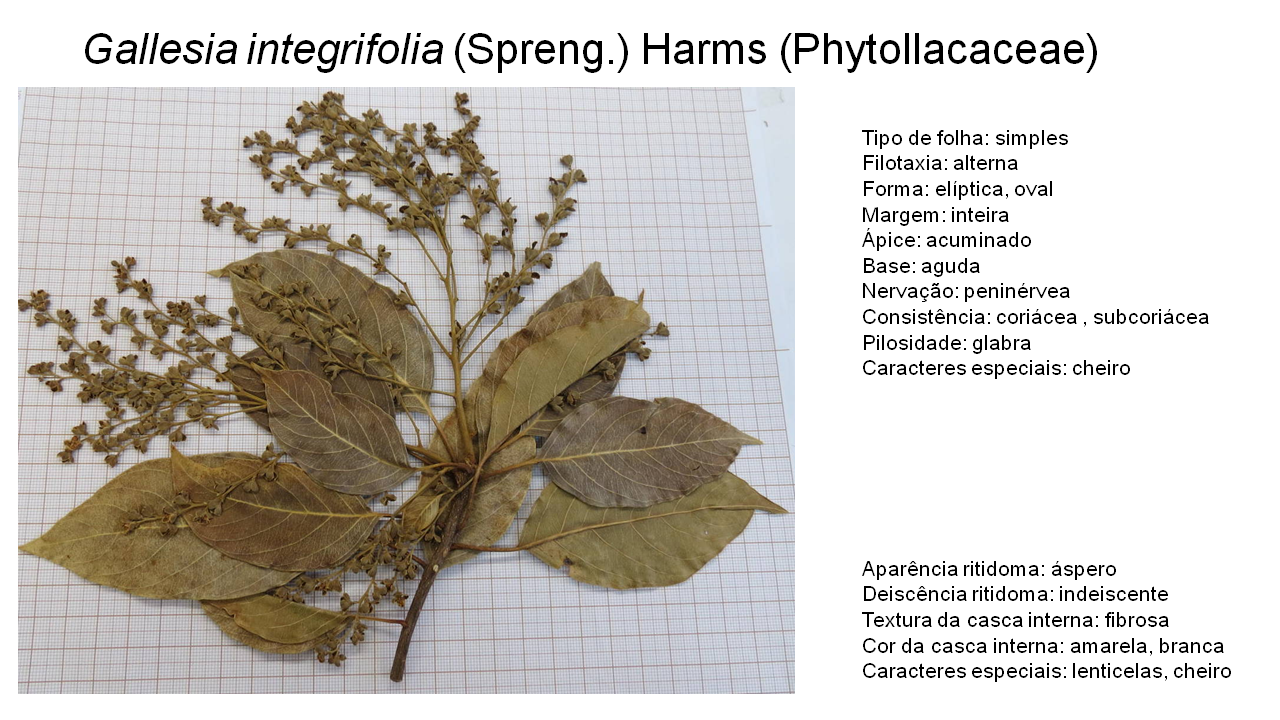 Gallesia integrifolia (Spreng.) Harms (Phytollacaceae)
Tipo de folha: simples
Filotaxia: alterna
Forma: elíptica, oval
Margem: inteira
Ápice: acuminado
Base: aguda
Nervação: peninérvea
Consistência: coriácea , subcoriácea
Pilosidade: glabra
Caracteres especiais: cheiro
Aparência ritidoma: áspero
Deiscência ritidoma: indeiscente
Textura da casca interna: fibrosa
Cor da casca interna: amarela, branca
Caracteres especiais: lenticelas, cheiro